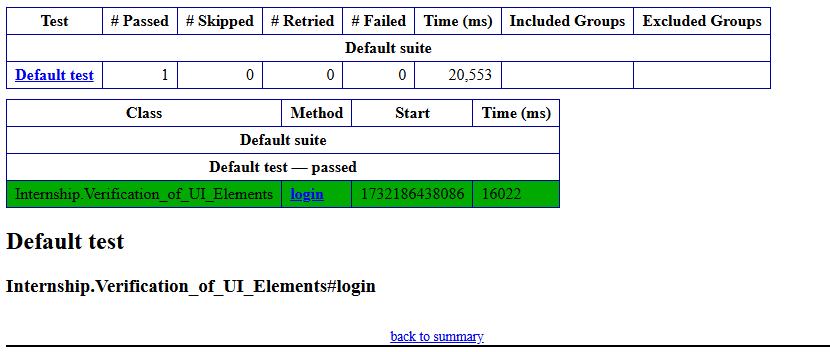 Test # Passed # Skipped # Retried # Failed Time (ms) Included Groups Excluded Groups
Default suite
Default test 1 0 0 0 20,553
Class Method Start Time (ms)
Default suite
Default test — passed
Internship.Verification_of_UI_Elements login 1732186438086 16022
Default test
Internship.Verification_of_UI_Elements#login
back to summary